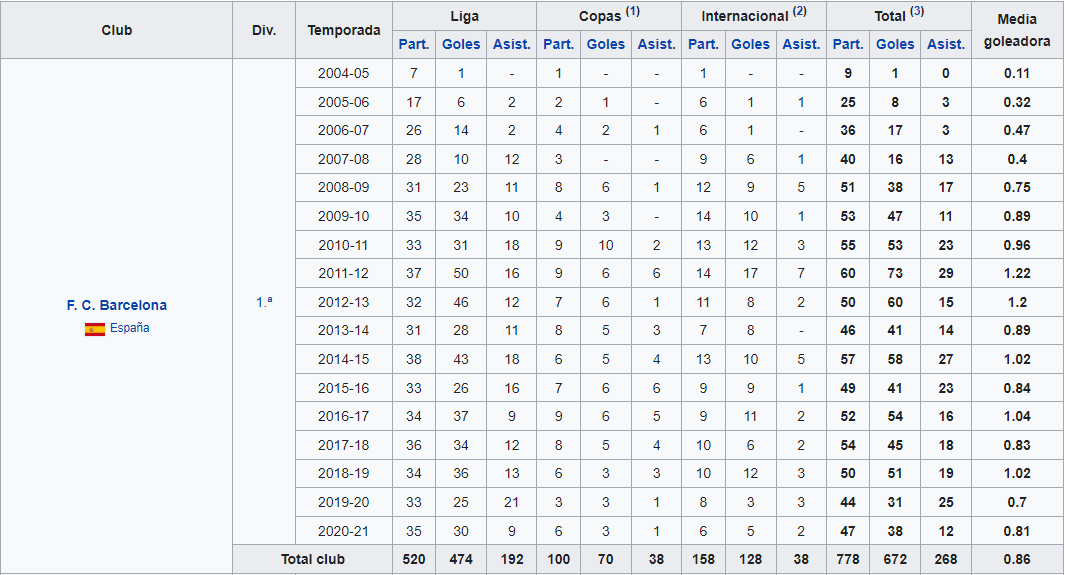 Club Div. Temporada Liga Copas (1) Internacional (2) Total (3) Media goleadora
Part. Goles Asist. Part. Goles Asist. Part. Goles Asist. Part. Goles Asist.
F. C. Barcelona
España
1.ª
2004-05 7 1 - 1 - - 1 - - 9 1 0 0.11
2005-06 17 6 2 2 1 - 6 1 1 25 8 3 0.32
2006-07 26 14 2 4 2 1 6 1 - 36 17 3 0.47
2007-08 28 10 12 3 - - 9 6 1 40 16 13 0.4
2008-09 31 23 11 8 6 1 12 9 5 51 38 17 0.75
2009-10 35 34 10 4 3 - 14 10 1 53 47 11 0.89
2010-11 33 31 18 9 10 2 13 12 3 55 53 23 0.96
2011-12 37 50 16 9 6 6 14 17 7 60 73 29 1.22
2012-13 32 46 12 7 6 1 11 8 2 50 60 15 1.2
2013-14 31 28 11 8 5 3 7 8 - 46 41 14 0.89
2014-15 38 43 18 6 5 4 13 10 5 57 58 27 1.02
2015-16 33 26 16 7 6 6 9 9 1 49 41 23 0.84
2016-17 34 37 9 9 6 5 9 11 2 52 54 16 1.04
2017-18 36 34 12 8 5 4 10 6 2 54 45 18 0.83
2018-19 34 36 13 6 3 3 10 12 3 50 51 19 1.02
2019-20 33 25 21 3 3 1 8 3 3 44 31 25 0.7
2020-21 35 30 9 6 3 1 6 5 2 47 38 12 0.81
Total club 520 474 192 100 70 38 158 128 38 778 672 268 0.86